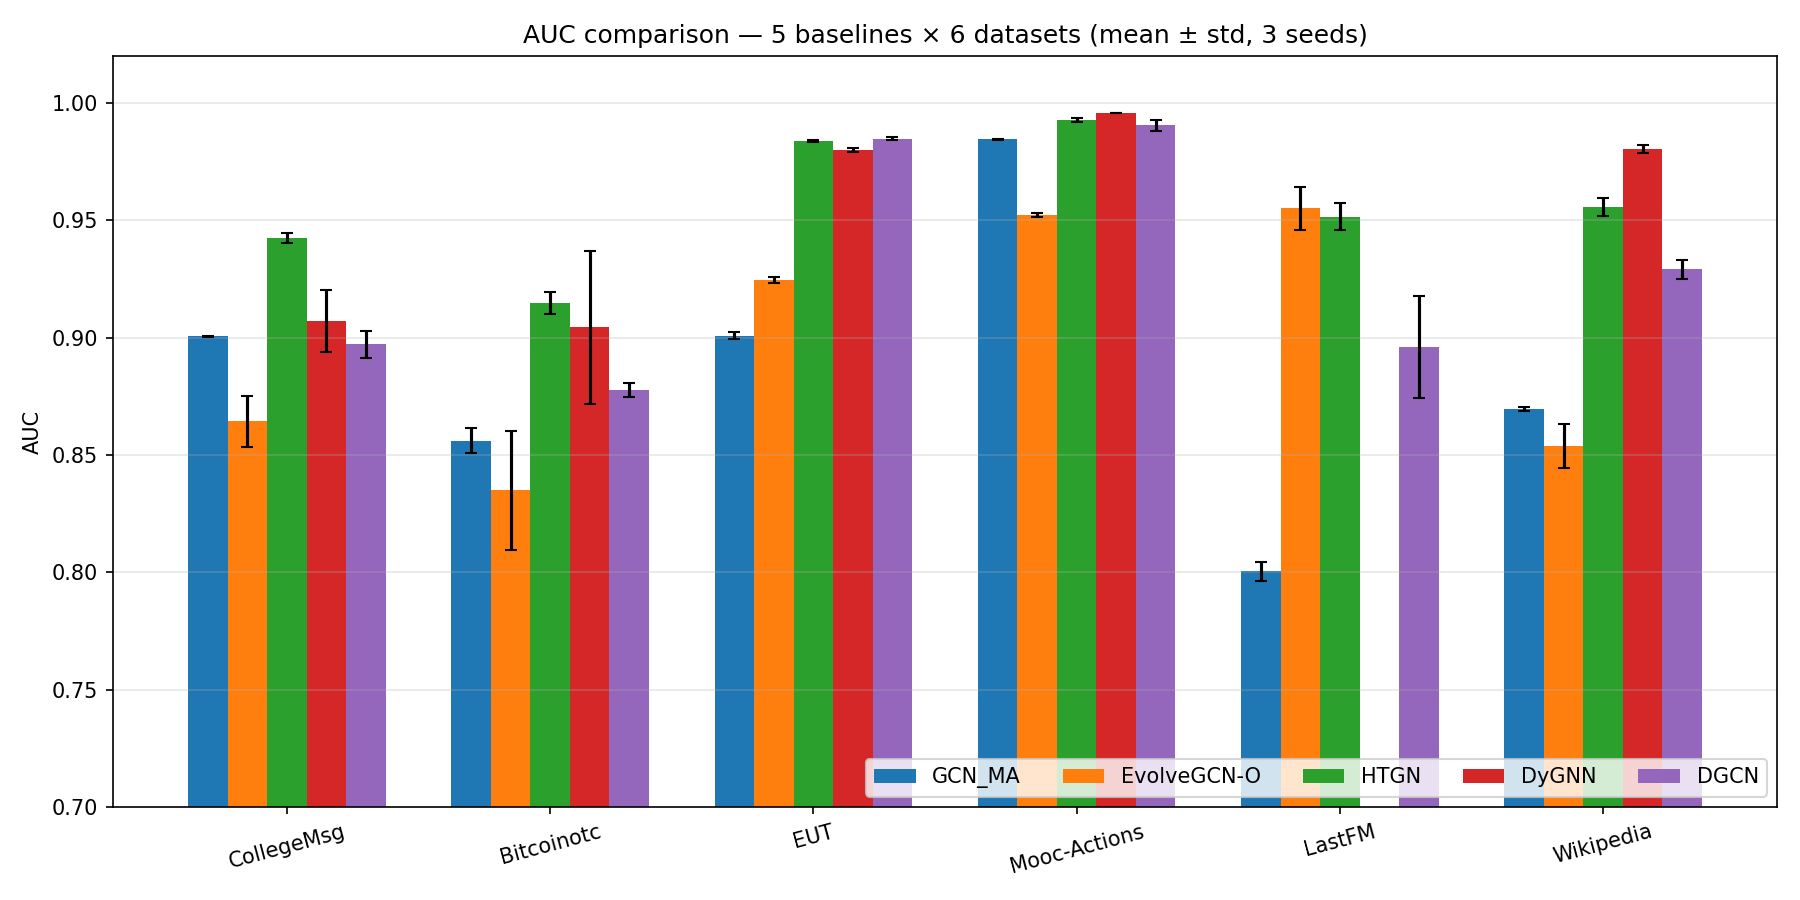 AUC comparison — 5 baselines × 6 datasets (mean ± std, 3 seeds)
AUC
1.00
0.95
0.90
0.85
0.80
0.75
0.70
GCN_MA EvolveGCN-O HTGN DyGNN DGCN
CollegeMsg Bitcoinotc EUT Mooc-Actions LastFM Wikipedia